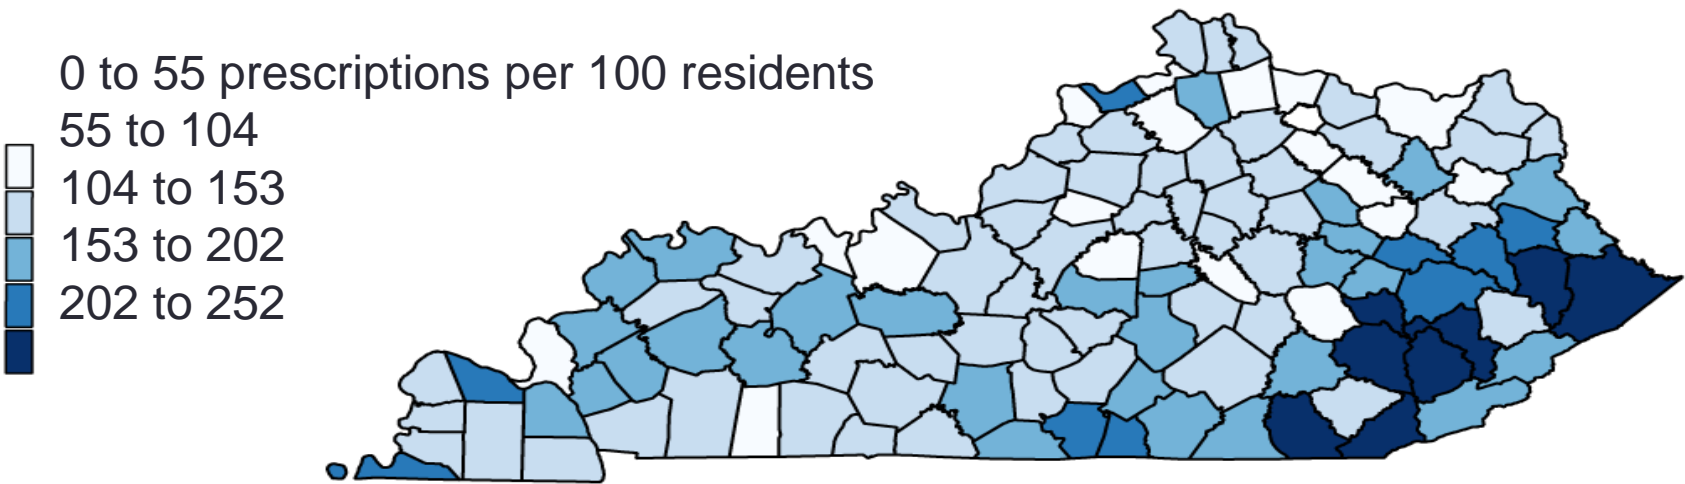 0 to 55 prescriptions per 100 residents
55 to 104
104 to 153
153 to 202
202 to 252